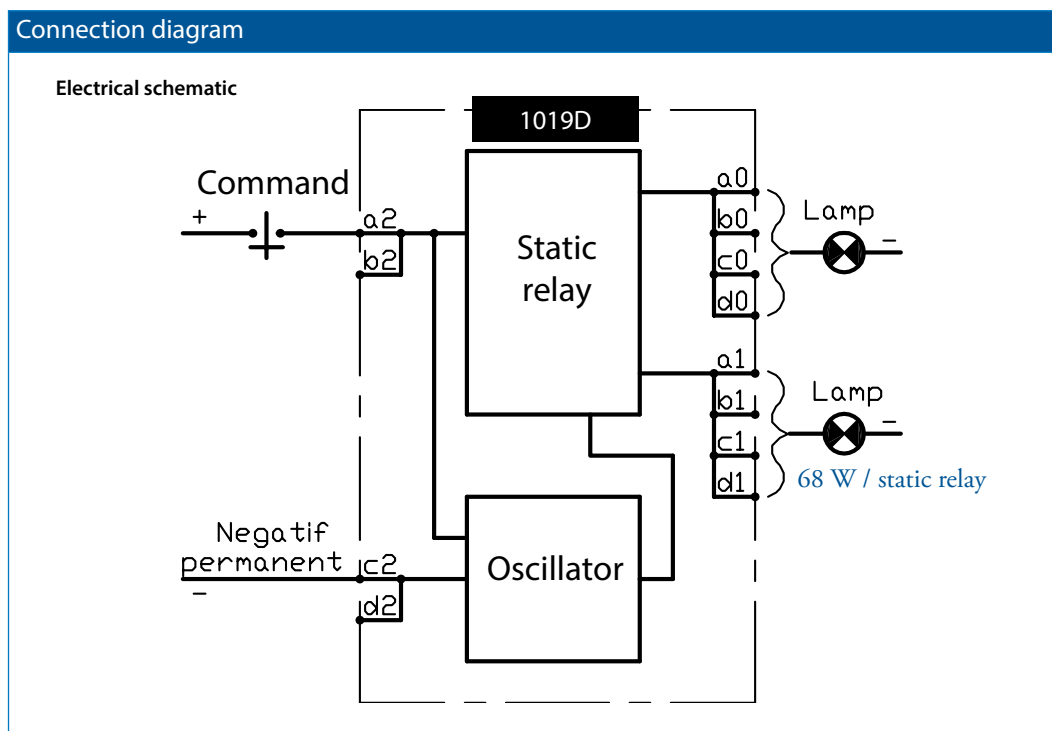 Connection diagram
Electrical schematic
1019D
Command
+
a2
b2
Static
relay
a0
b0
c0
d0
Lamp
-
a1
b1
c1
d1
Lamp
-
68 W / static relay
Negatif
permanent
-
c2
d2
Oscillator